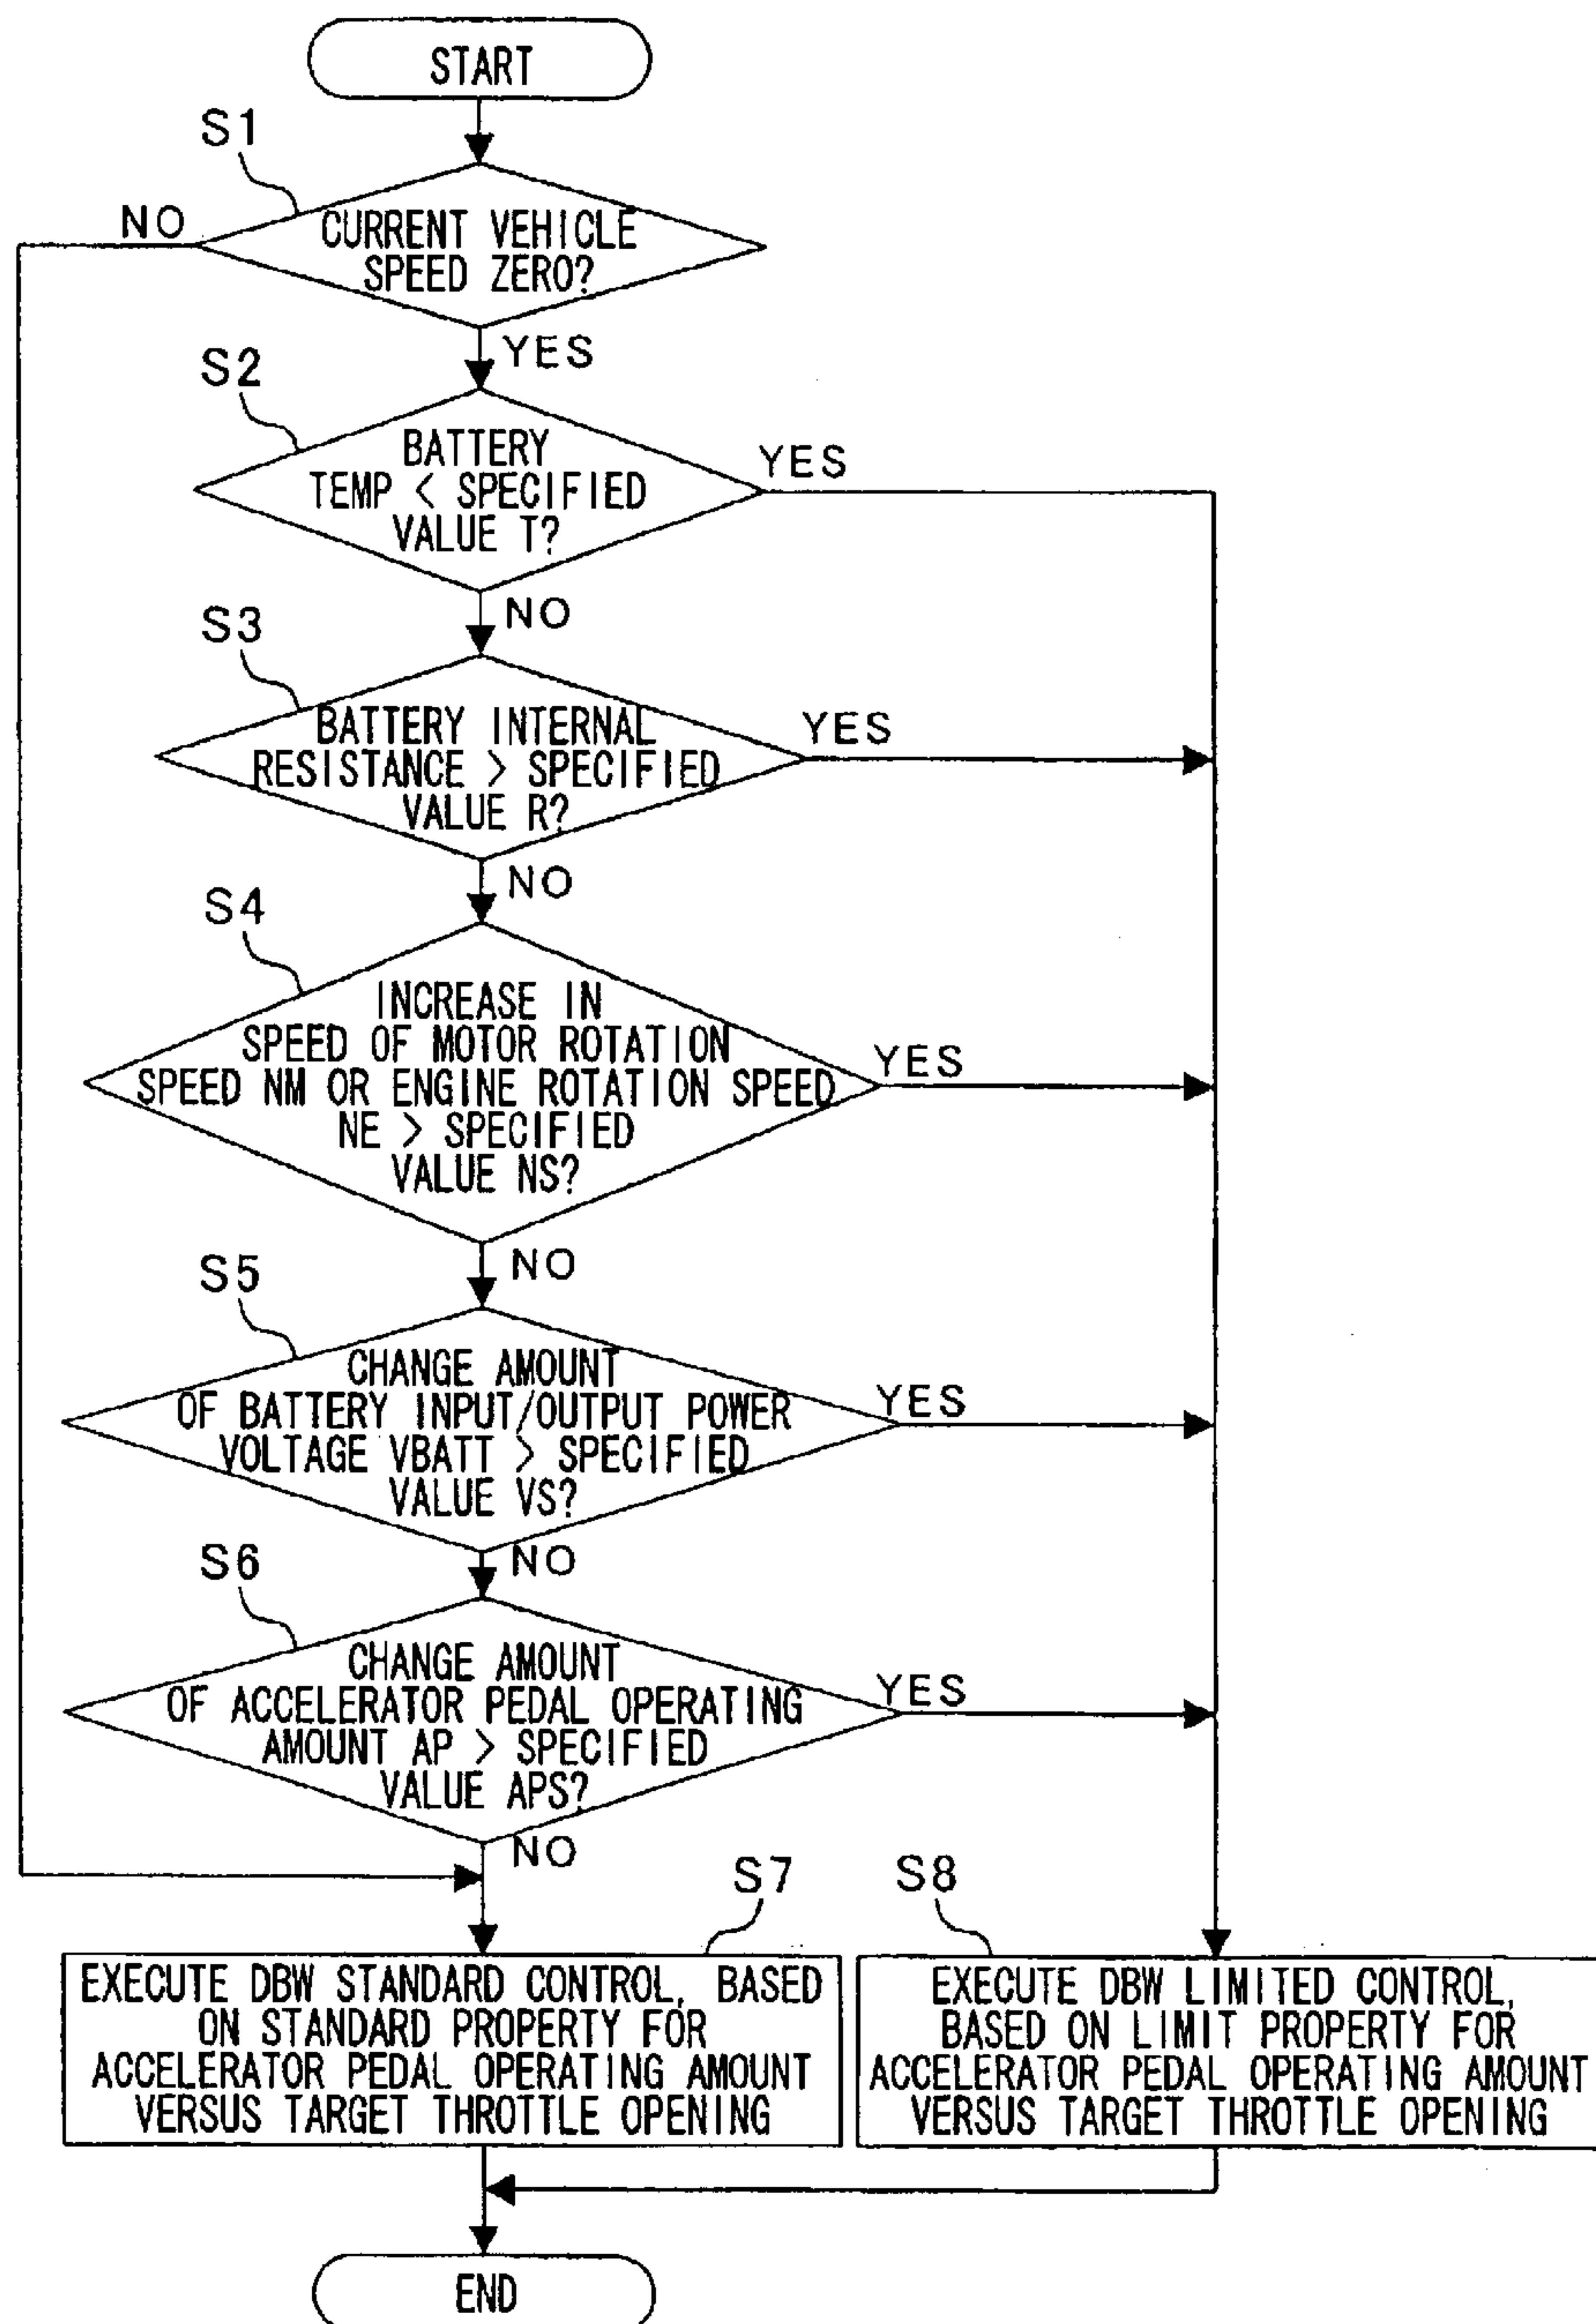 START
S1
NO
CURRENT VEHICLE
SPEED ZERO?
YES
S2
BATTERY
TEMP < SPECIFIED
VALUE T?
YES
NO
S3
BATTERY INTERNAL
RESISTANCE > SPECIFIED
VALUE R?
YES
NO
S4
INCREASE IN
SPEED OF MOTOR ROTATION
SPEED NM OR ENGINE ROTATION SPEED
NE > SPECIFIED
VALUE NS?
YES
NO
S5
CHANGE AMOUNT
OF BATTERY INPUT/OUTPUT POWER
VOLTAGE VBATT > SPECIFIED
VALUE VS?
YES
NO
S6
CHANGE AMOUNT
OF ACCELERATOR PEDAL OPERATING
AMOUNT AP > SPECIFIED
VALUE APS?
YES
NO
S7
EXECUTE DBW STANDARD CONTROL, BASED
ON STANDARD PROPERTY FOR
ACCELERATOR PEDAL OPERATING AMOUNT
VERSUS TARGET THROTTLE OPENING
S8
EXECUTE DBW LIMITED CONTROL,
BASED ON LIMIT PROPERTY FOR
ACCELERATOR PEDAL OPERATING AMOUNT
VERSUS TARGET THROTTLE OPENING
END